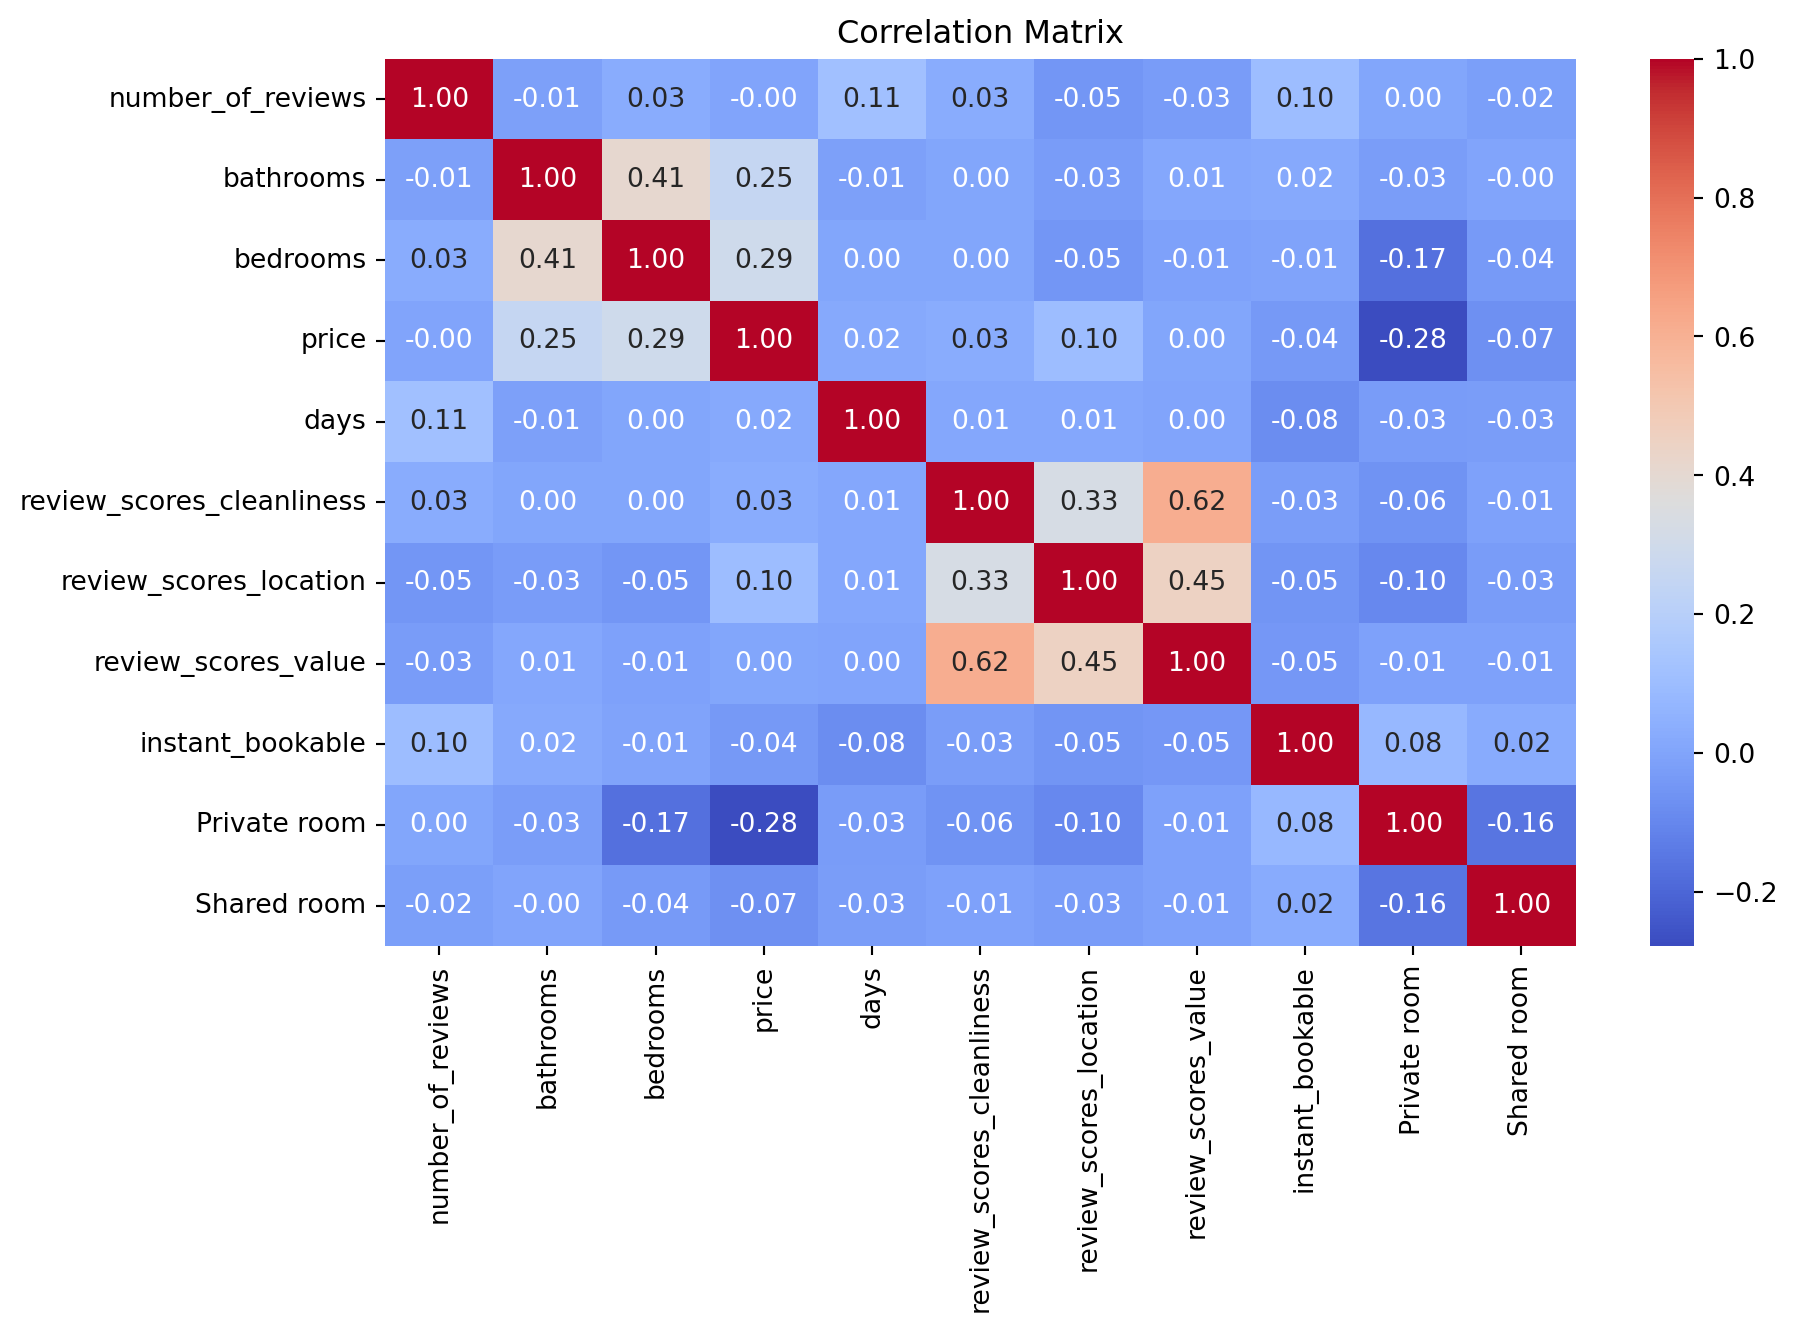 Correlation Matrix
number_of_reviews 1.00 -0.01 0.03 -0.00 0.11 0.03 -0.05 -0.03 0.10 0.00 -0.02
bathrooms -0.01 1.00 0.41 0.25 -0.01 0.00 -0.03 0.01 0.02 -0.03 -0.00
bedrooms 0.03 0.41 1.00 0.29 0.00 0.00 -0.05 -0.01 -0.01 -0.17 -0.04
price -0.00 0.25 0.29 1.00 0.02 0.03 0.10 0.00 -0.04 -0.28 -0.07
days 0.11 -0.01 0.00 0.02 1.00 0.01 0.01 0.00 -0.08 -0.03 -0.03
review_scores_cleanliness 0.03 0.00 0.00 0.03 0.01 1.00 0.33 0.62 -0.03 -0.06 -0.01
review_scores_location -0.05 -0.03 -0.05 0.10 0.01 0.33 1.00 0.45 -0.05 -0.10 -0.03
review_scores_value -0.03 0.01 -0.01 0.00 0.00 0.62 0.45 1.00 -0.05 -0.01 -0.01
instant_bookable 0.10 0.02 -0.01 -0.04 -0.08 -0.03 -0.05 -0.05 1.00 0.08 0.02
Private room 0.00 -0.03 -0.17 -0.28 -0.03 -0.06 -0.10 -0.01 0.08 1.00 -0.16
Shared room -0.02 -0.00 -0.04 -0.07 -0.03 -0.01 -0.03 -0.01 0.02 -0.16 1.00
number_of_reviews
bathrooms
bedrooms
price
days
review_scores_cleanliness
review_scores_location
review_scores_value
instant_bookable
Private room
Shared room
1.0
0.8
0.6
0.4
0.2
0.0
−0.2